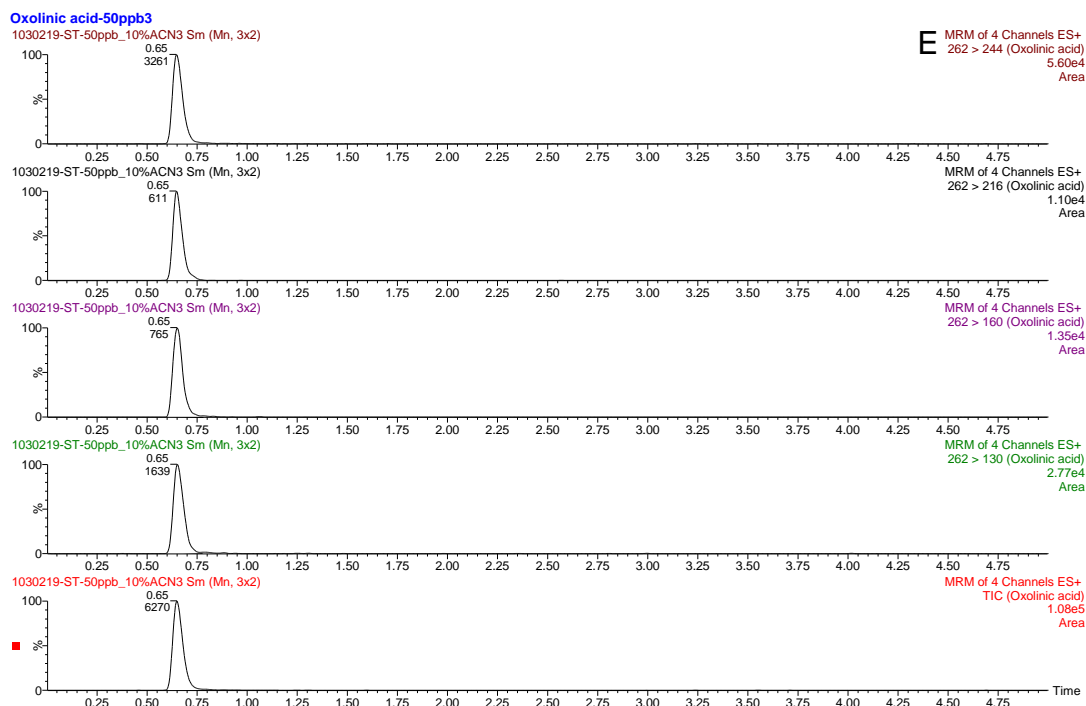 Oxolinic acid-50ppb3
1030219-ST-50ppb_10%ACN3 Sm (Mn, 3x2)
E
MRM of 4 Channels ES+
262 > 244 (Oxolinic acid)
5.60e4
Area
0.65
3261
100
%
0
0.25 0.50 0.75 1.00 1.25 1.50 1.75 2.00 2.25 2.50 2.75 3.00 3.25 3.50 3.75 4.00 4.25 4.50 4.75
1030219-ST-50ppb_10%ACN3 Sm (Mn, 3x2)
MRM of 4 Channels ES+
262 > 216 (Oxolinic acid)
1.10e4
Area
0.65
611
100
%
0
0.25 0.50 0.75 1.00 1.25 1.50 1.75 2.00 2.25 2.50 2.75 3.00 3.25 3.50 3.75 4.00 4.25 4.50 4.75
1030219-ST-50ppb_10%ACN3 Sm (Mn, 3x2)
MRM of 4 Channels ES+
262 > 160 (Oxolinic acid)
1.35e4
Area
0.65
765
100
%
0
0.25 0.50 0.75 1.00 1.25 1.50 1.75 2.00 2.25 2.50 2.75 3.00 3.25 3.50 3.75 4.00 4.25 4.50 4.75
1030219-ST-50ppb_10%ACN3 Sm (Mn, 3x2)
MRM of 4 Channels ES+
262 > 130 (Oxolinic acid)
2.77e4
Area
0.65
1639
100
%
0
0.25 0.50 0.75 1.00 1.25 1.50 1.75 2.00 2.25 2.50 2.75 3.00 3.25 3.50 3.75 4.00 4.25 4.50 4.75
1030219-ST-50ppb_10%ACN3 Sm (Mn, 3x2)
MRM of 4 Channels ES+
TIC (Oxolinic acid)
1.08e5
Area
0.65
6270
100
%
0
Time
0.25 0.50 0.75 1.00 1.25 1.50 1.75 2.00 2.25 2.50 2.75 3.00 3.25 3.50 3.75 4.00 4.25 4.50 4.75